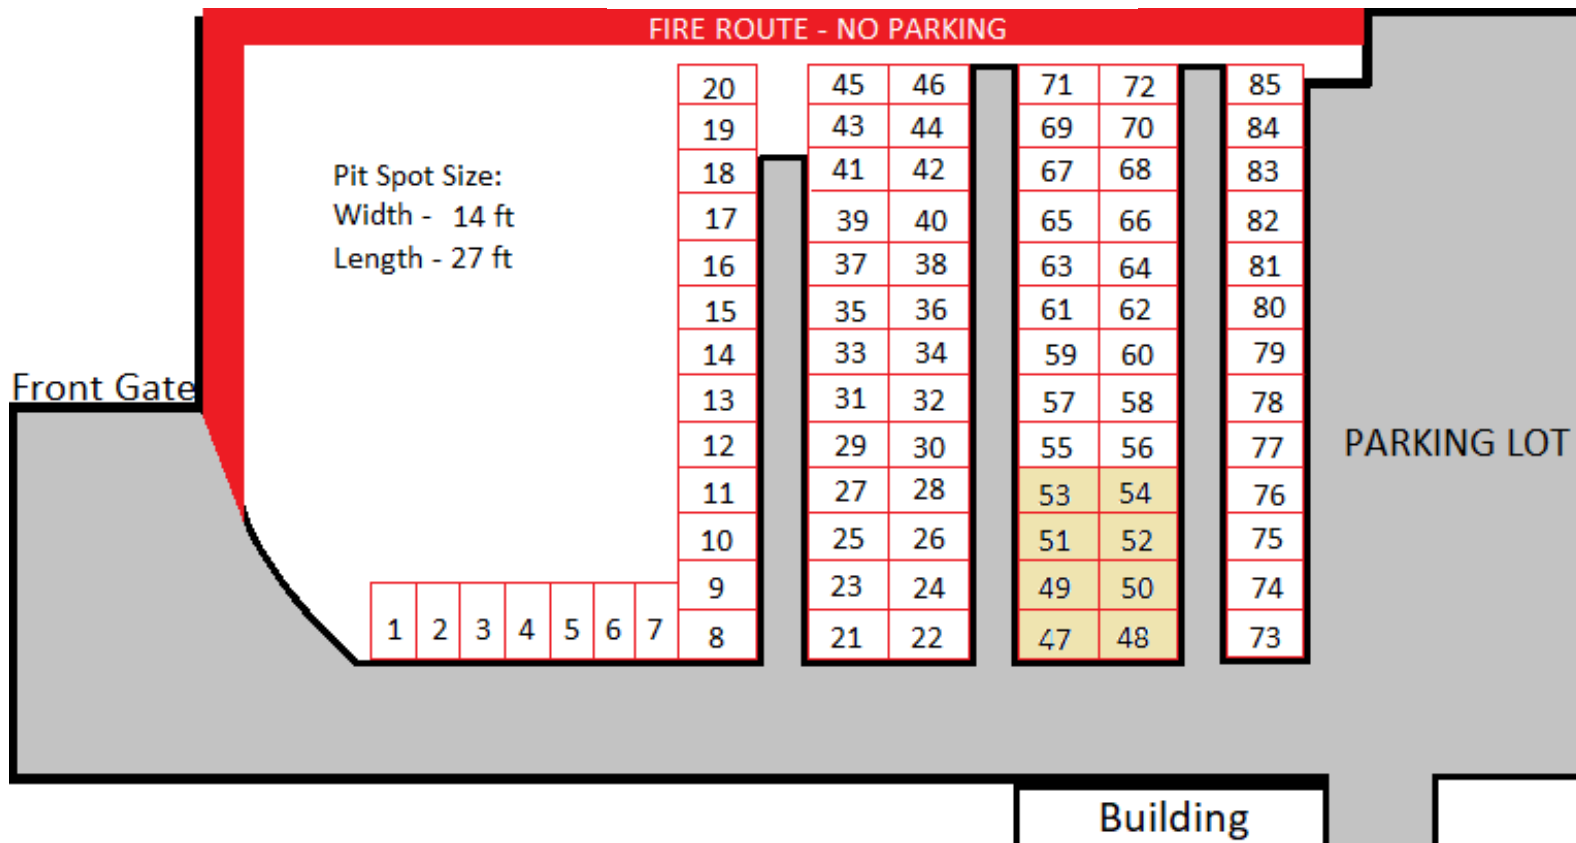 FIRE ROUTE - NO PARKING
20 45 46 71 72 85
19 43 44 69 70 84
18 41 42 67 68 83
Pit Spot Size:
Width - 14 ft
Length - 27 ft
17 39 40 65 66 82
16 37 38 63 64 81
15 35 36 61 62 80
14 33 34 59 60 79
Front Gate
13 31 32 57 58 78
12 29 30 55 56 77
PARKING LOT
11 27 28 53 54 76
10 25 26 51 52 75
9 23 24 49 50 74
1 2 3 4 5 6 7 8 21 22 47 48 73
Building